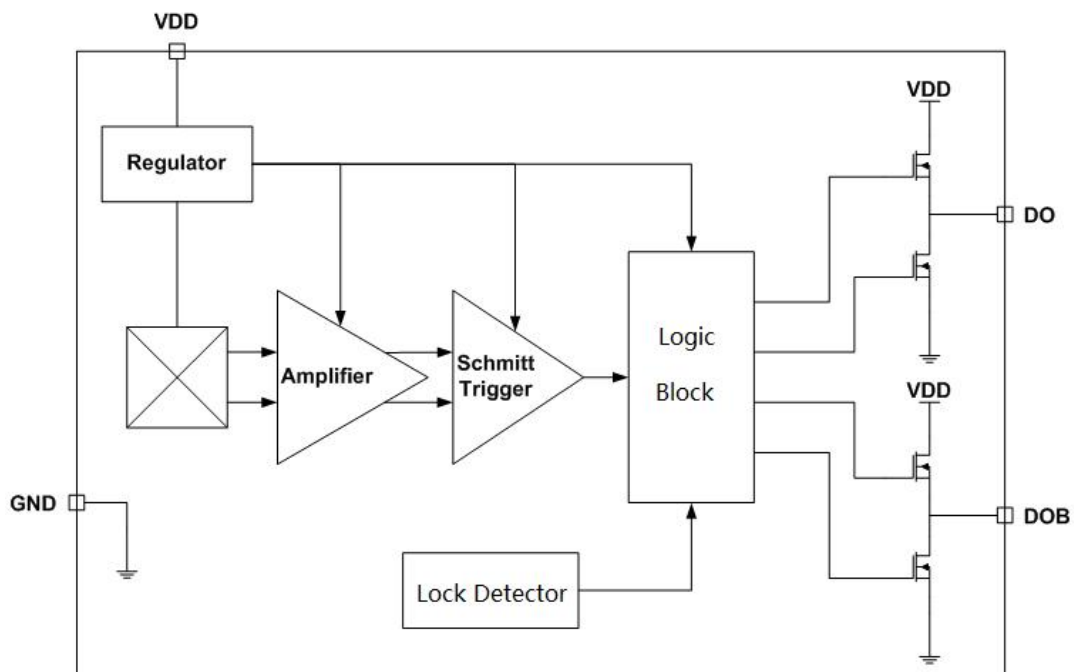 VDD
VDD
Regulator
DO
Logic
Schmitt
Amplifier
Trigger
Block
VDD
GND
DOB
Lock Detector